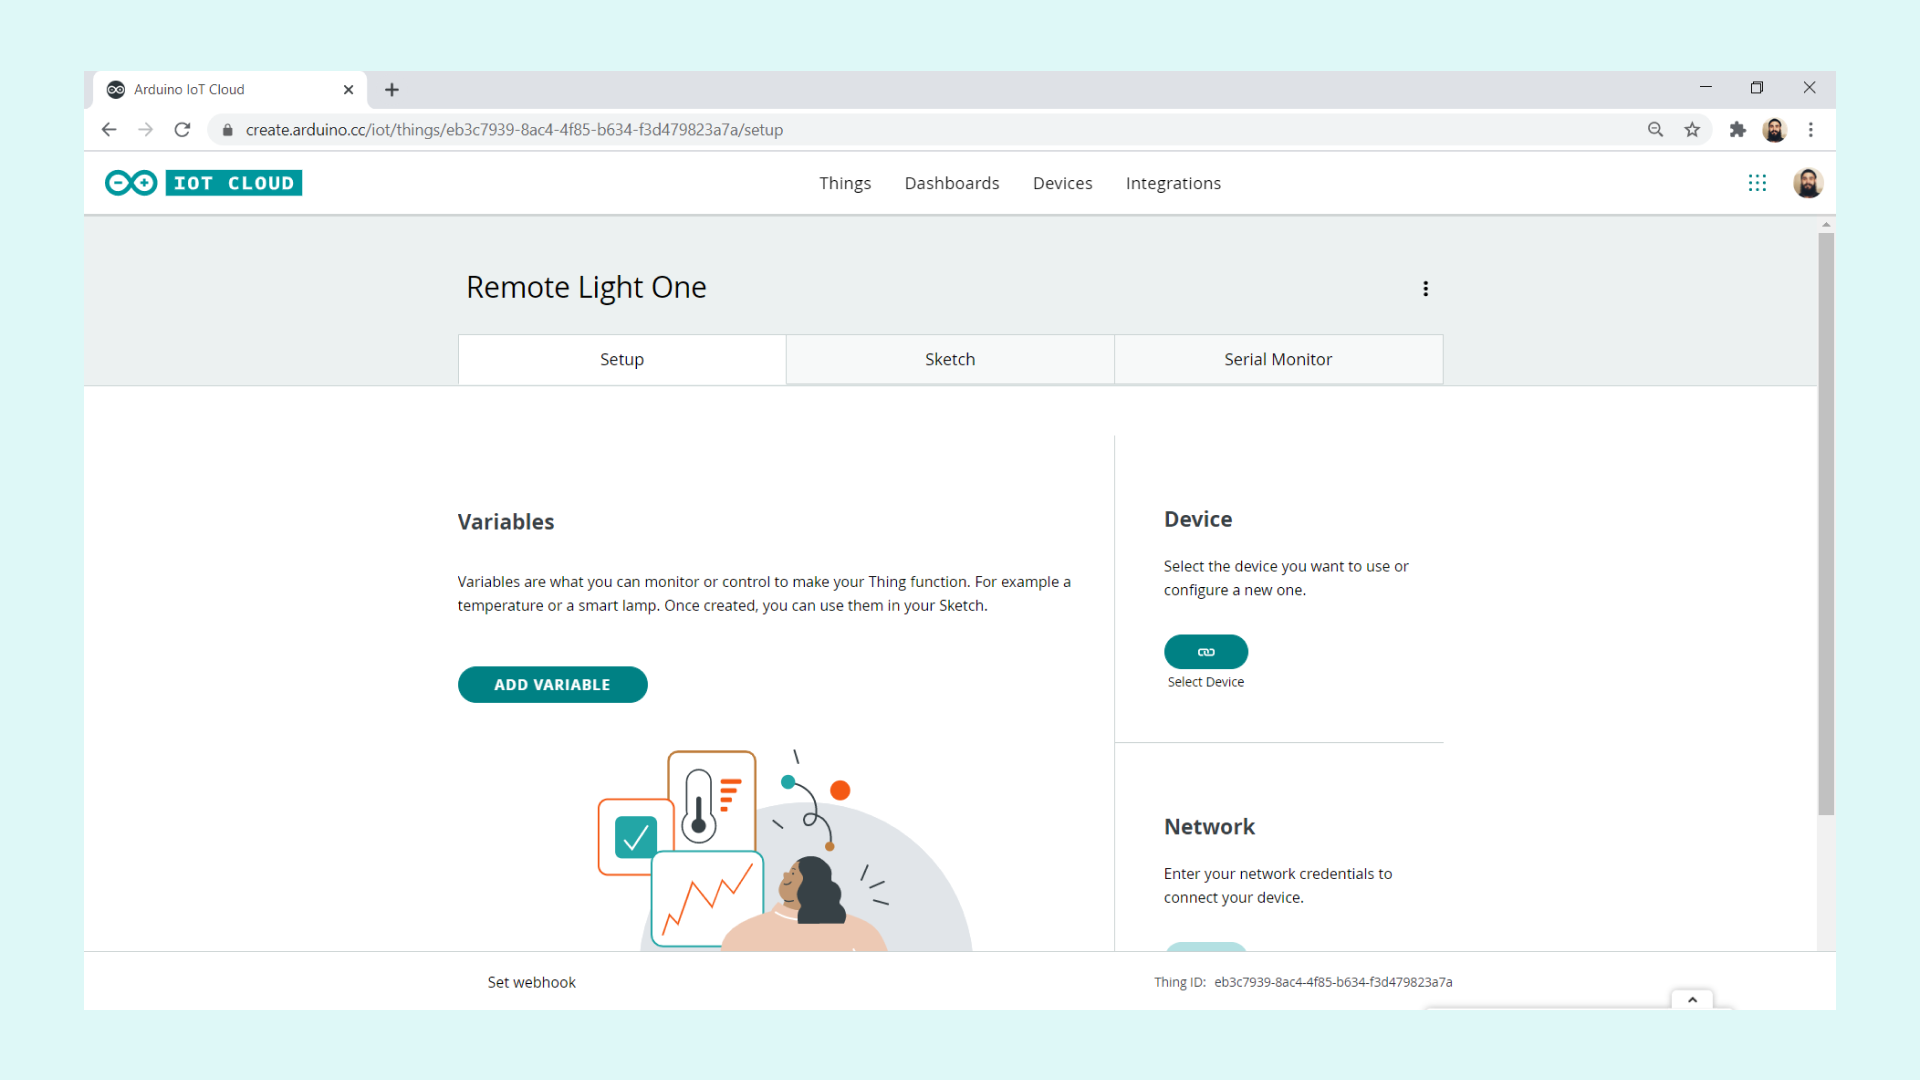 Arduino IoT Cloud
create.arduino.cc/iot/things/eb3c7939-8ac4-4f85-b634-f3d479823a7a/setup
IOT CLOUD
Things Dashboards Devices Integrations
Remote Light One
Setup Sketch Serial Monitor
Variables
Variables are what you can monitor or control to make your Thing function. For example a
temperature or a smart lamp. Once created, you can use them in your Sketch.
ADD VARIABLE
Device
Select the device you want to use or
configure a new one.
Select Device
Network
Enter your network credentials to
connect your device.
Set webhook
Thing ID: eb3c7939-8ac4-4f85-b634-f3d479823a7a